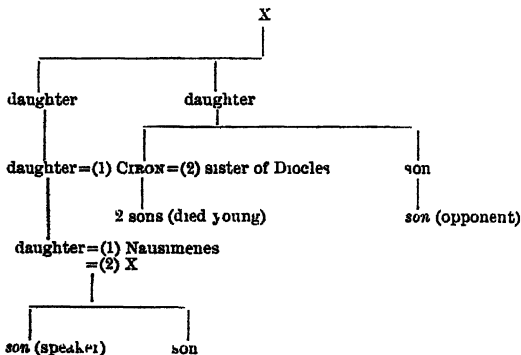 X
daughter daughter
daughter=(1) CIRON=(2) sister of Diocles son
2 sons (died young) son (opponent)
daughter=(1) Nausimenes
=(2) X
son (speaker) son